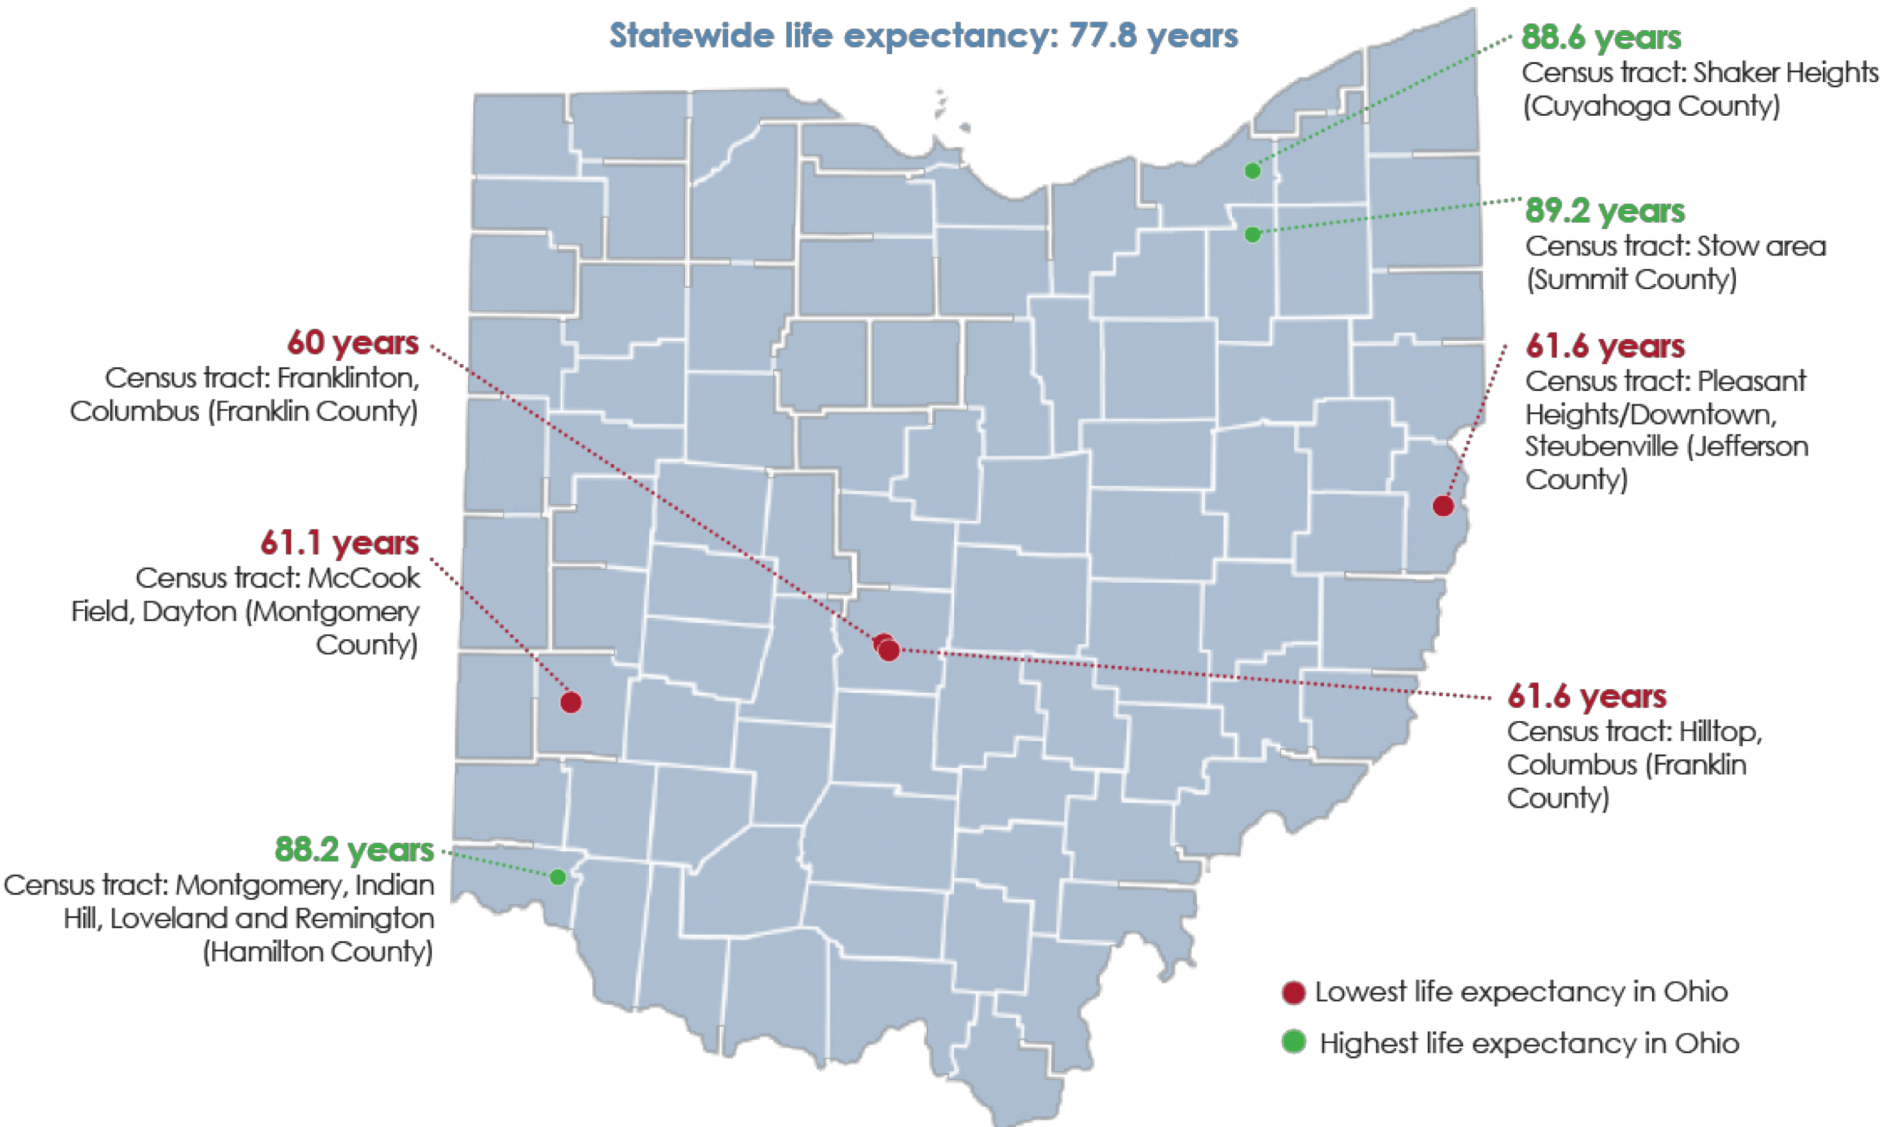 Statewide life expectancy: 77.8 years
88.6 years
Census tract: Shaker Heights
(Cuyahoga County)
89.2 years
Census tract: Stow area
(Summit County)
60 years
Census tract: Franklinton,
Columbus (Franklin County)
61.6 years
Census tract: Pleasant
Heights/Downtown,
Steubenville (Jefferson
County)
61.1 years
Census tract: McCook
Field, Dayton (Montgomery
County)
61.6 years
Census tract: Hilltop,
Columbus (Franklin
County)
88.2 years
Census tract: Montgomery, Indian
Hill, Loveland and Remington
(Hamilton County)
Lowest life expectancy in Ohio
Highest life expectancy in Ohio